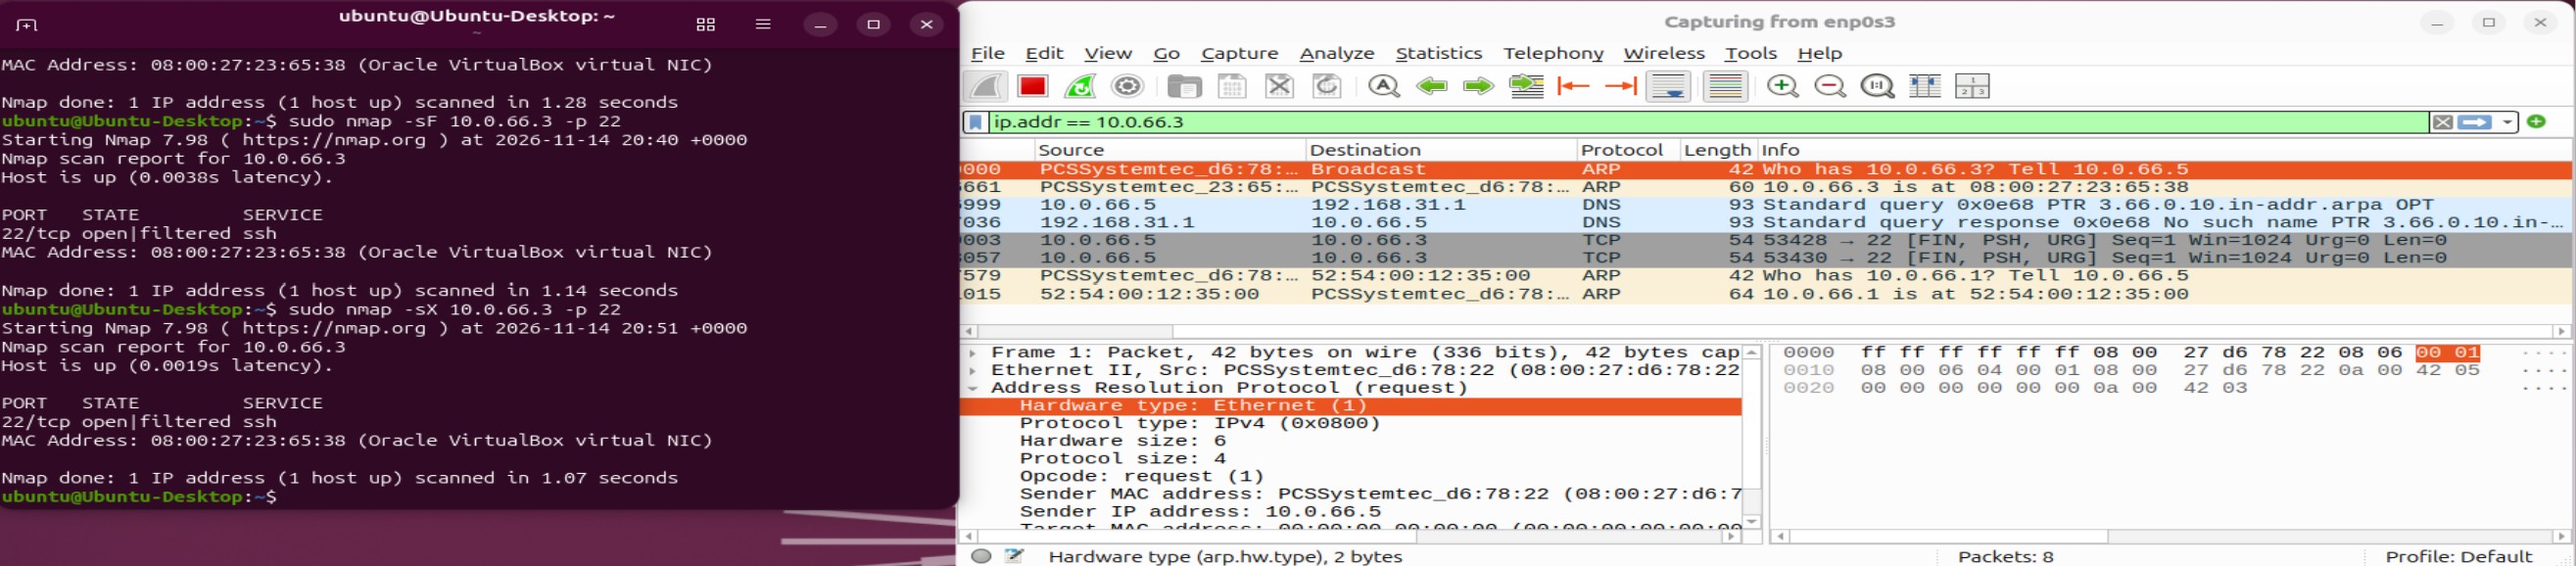 ubuntu@Ubuntu-Desktop: ~
~
MAC Address: 08:00:27:23:65:38 (Oracle VirtualBox virtual NIC)
Nmap done: 1 IP address (1 host up) scanned in 1.28 seconds
ubuntu@Ubuntu-Desktop:~$ sudo nmap -sF 10.0.66.3 -p 22
Starting Nmap 7.98 ( https://nmap.org ) at 2026-11-14 20:40 +0000
Nmap scan report for 10.0.66.3
Host is up (0.0038s latency).
PORT   STATE         SERVICE
22/tcp open|filtered ssh
MAC Address: 08:00:27:23:65:38 (Oracle VirtualBox virtual NIC)
Nmap done: 1 IP address (1 host up) scanned in 1.14 seconds
ubuntu@Ubuntu-Desktop:~$ sudo nmap -sX 10.0.66.3 -p 22
Starting Nmap 7.98 ( https://nmap.org ) at 2026-11-14 20:51 +0000
Nmap scan report for 10.0.66.3
Host is up (0.0019s latency).
PORT   STATE         SERVICE
22/tcp open|filtered ssh
MAC Address: 08:00:27:23:65:38 (Oracle VirtualBox virtual NIC)
Nmap done: 1 IP address (1 host up) scanned in 1.07 seconds
ubuntu@Ubuntu-Desktop:~$
Capturing from enp0s3
File Edit View Go Capture Analyze Statistics Telephony Wireless Tools Help
ip.addr == 10.0.66.3
Source Destination Protocol Length Info
000 PCSSystemtec_d6:78:… Broadcast ARP 42 Who has 10.0.66.3? Tell 10.0.66.5
661 PCSSystemtec_23:65:… PCSSystemtec_d6:78:… ARP 60 10.0.66.3 is at 08:00:27:23:65:38
999 10.0.66.5 192.168.31.1 DNS 93 Standard query 0x0e68 PTR 3.66.0.10.in-addr.arpa OPT
036 192.168.31.1 10.0.66.5 DNS 93 Standard query response 0x0e68 No such name PTR 3.66.0.10.in-…
003 10.0.66.5 10.0.66.3 TCP 54 53428 → 22 [FIN, PSH, URG] Seq=1 Win=1024 Urg=0 Len=0
057 10.0.66.5 10.0.66.3 TCP 54 53430 → 22 [FIN, PSH, URG] Seq=1 Win=1024 Urg=0 Len=0
579 PCSSystemtec_d6:78:… 52:54:00:12:35:00 ARP 42 Who has 10.0.66.1? Tell 10.0.66.5
015 52:54:00:12:35:00 PCSSystemtec_d6:78:… ARP 64 10.0.66.1 is at 52:54:00:12:35:00
Frame 1: Packet, 42 bytes on wire (336 bits), 42 bytes cap
Ethernet II, Src: PCSSystemtec_d6:78:22 (08:00:27:d6:78:22
Address Resolution Protocol (request)
Hardware type: Ethernet (1)
Protocol type: IPv4 (0x0800)
Hardware size: 6
Protocol size: 4
Opcode: request (1)
Sender MAC address: PCSSystemtec_d6:78:22 (08:00:27:d6:7
Sender IP address: 10.0.66.5
Target MAC address: 00:00:00_00:00:00 (00:00:00:00:00:00
0000 ff ff ff ff ff ff 08 00 27 d6 78 22 08 06 00 01 ····
0010 08 00 06 04 00 01 08 00 27 d6 78 22 0a 00 42 05 ····
0020 00 00 00 00 00 00 0a 00 42 03 ····
Hardware type (arp.hw.type), 2 bytes Packets: 8 Profile: Default